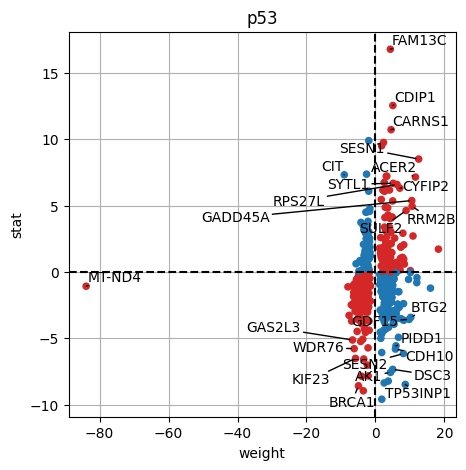 p53
FAM13C
15
CDIP1
CARNS1
10
SESN1
CIT
ACER2
SYTL1
CYFIP2
RPS27L
5
GADD45A
RRM2B
SULF2
stat
0
MT-ND4
BTG2
GDF15
GAS2L3
PIDD1
−5
WDR76
CDH10
SESN2
KIF23
AK1
DSC3
TP53INP1
BRCA1
−10
−80 −60 −40 −20 0 20
weight